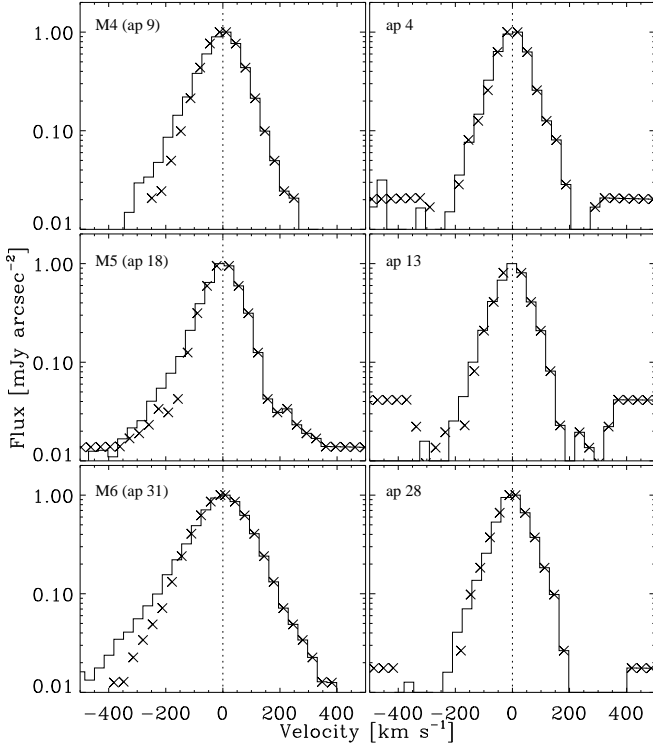 M4 (ap 9)
ap 4
1.00
0.10
0.01
M5 (ap 18)
ap 13
1.00
0.10
0.01
M6 (ap 31)
ap 28
1.00
0.10
0.01
Flux [mJy arcsec⁻²]
−400 −200 0 200 400
−400 −200 0 200 400
Velocity [km s⁻¹]